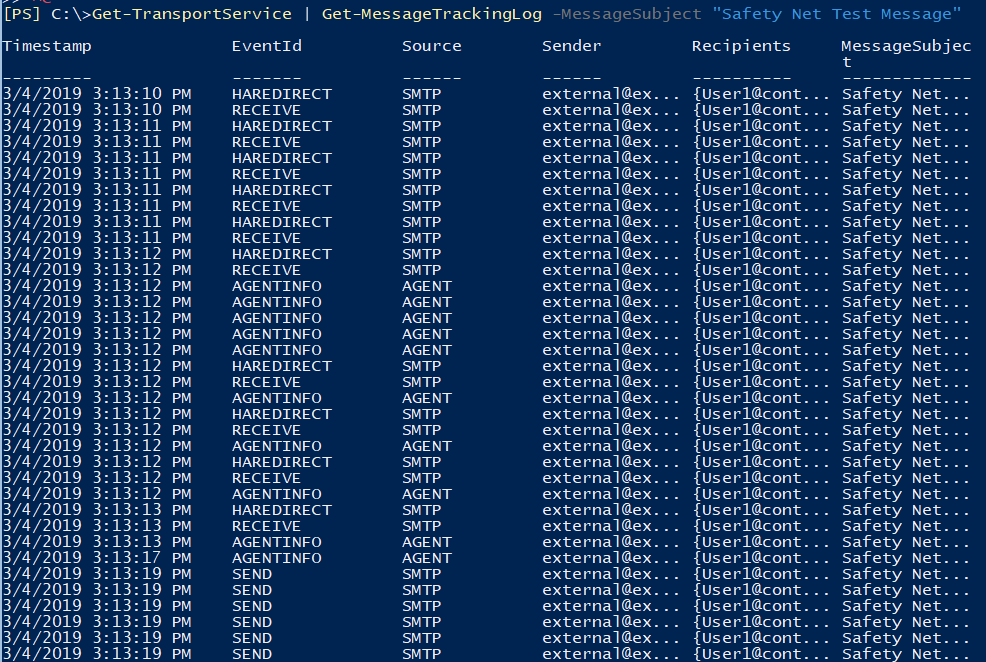 [PS] C:\>Get-TransportService | Get-MessageTrackingLog -MessageSubject "Safety Net Test Message"
Timestamp EventId Source Sender Recipients MessageSubjec
t
--------- ------- ------ ------ ---------- -------------
3/4/2019 3:13:10 PM HAREDIRECT SMTP external@ex... {User1@cont... Safety Net...
3/4/2019 3:13:10 PM RECEIVE SMTP external@ex... {User1@cont... Safety Net...
3/4/2019 3:13:11 PM HAREDIRECT SMTP external@ex... {User1@cont... Safety Net...
3/4/2019 3:13:11 PM RECEIVE SMTP external@ex... {User1@cont... Safety Net...
3/4/2019 3:13:11 PM HAREDIRECT SMTP external@ex... {User1@cont... Safety Net...
3/4/2019 3:13:11 PM RECEIVE SMTP external@ex... {User1@cont... Safety Net...
3/4/2019 3:13:11 PM HAREDIRECT SMTP external@ex... {User1@cont... Safety Net...
3/4/2019 3:13:11 PM RECEIVE SMTP external@ex... {User1@cont... Safety Net...
3/4/2019 3:13:11 PM HAREDIRECT SMTP external@ex... {User1@cont... Safety Net...
3/4/2019 3:13:11 PM RECEIVE SMTP external@ex... {User1@cont... Safety Net...
3/4/2019 3:13:12 PM HAREDIRECT SMTP external@ex... {User1@cont... Safety Net...
3/4/2019 3:13:12 PM RECEIVE SMTP external@ex... {User1@cont... Safety Net...
3/4/2019 3:13:12 PM AGENTINFO AGENT external@ex... {User1@cont... Safety Net...
3/4/2019 3:13:12 PM AGENTINFO AGENT external@ex... {User1@cont... Safety Net...
3/4/2019 3:13:12 PM AGENTINFO AGENT external@ex... {User1@cont... Safety Net...
3/4/2019 3:13:12 PM AGENTINFO AGENT external@ex... {User1@cont... Safety Net...
3/4/2019 3:13:12 PM AGENTINFO AGENT external@ex... {User1@cont... Safety Net...
3/4/2019 3:13:12 PM HAREDIRECT SMTP external@ex... {User1@cont... Safety Net...
3/4/2019 3:13:12 PM RECEIVE SMTP external@ex... {User1@cont... Safety Net...
3/4/2019 3:13:12 PM AGENTINFO AGENT external@ex... {User1@cont... Safety Net...
3/4/2019 3:13:12 PM HAREDIRECT SMTP external@ex... {User1@cont... Safety Net...
3/4/2019 3:13:12 PM RECEIVE SMTP external@ex... {User1@cont... Safety Net...
3/4/2019 3:13:12 PM AGENTINFO AGENT external@ex... {User1@cont... Safety Net...
3/4/2019 3:13:12 PM HAREDIRECT SMTP external@ex... {User1@cont... Safety Net...
3/4/2019 3:13:12 PM RECEIVE SMTP external@ex... {User1@cont... Safety Net...
3/4/2019 3:13:12 PM AGENTINFO AGENT external@ex... {User1@cont... Safety Net...
3/4/2019 3:13:13 PM HAREDIRECT SMTP external@ex... {User1@cont... Safety Net...
3/4/2019 3:13:13 PM RECEIVE SMTP external@ex... {User1@cont... Safety Net...
3/4/2019 3:13:13 PM AGENTINFO AGENT external@ex... {User1@cont... Safety Net...
3/4/2019 3:13:17 PM AGENTINFO AGENT external@ex... {User1@cont... Safety Net...
3/4/2019 3:13:19 PM SEND SMTP external@ex... {User1@cont... Safety Net...
3/4/2019 3:13:19 PM SEND SMTP external@ex... {User1@cont... Safety Net...
3/4/2019 3:13:19 PM SEND SMTP external@ex... {User1@cont... Safety Net...
3/4/2019 3:13:19 PM SEND SMTP external@ex... {User1@cont... Safety Net...
3/4/2019 3:13:19 PM SEND SMTP external@ex... {User1@cont... Safety Net...
3/4/2019 3:13:19 PM SEND SMTP external@ex... {User1@cont... Safety Net...